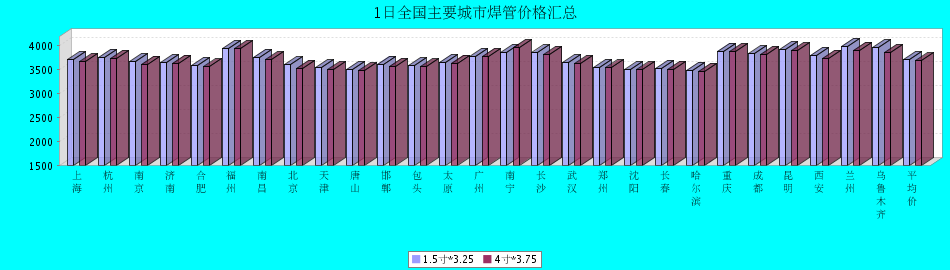 1日全国主要城市焊管价格汇总
4000
3500
3000
2500
2000
1500
上海
杭州
南京
济南
合肥
福州
南昌
北京
天津
唐山
邯郸
包头
太原
广州
南宁
长沙
武汉
郑州
沈阳
长春
哈尔滨
重庆
成都
昆明
西安
兰州
乌鲁木齐
平均价
1.5寸*3.25
4寸*3.75